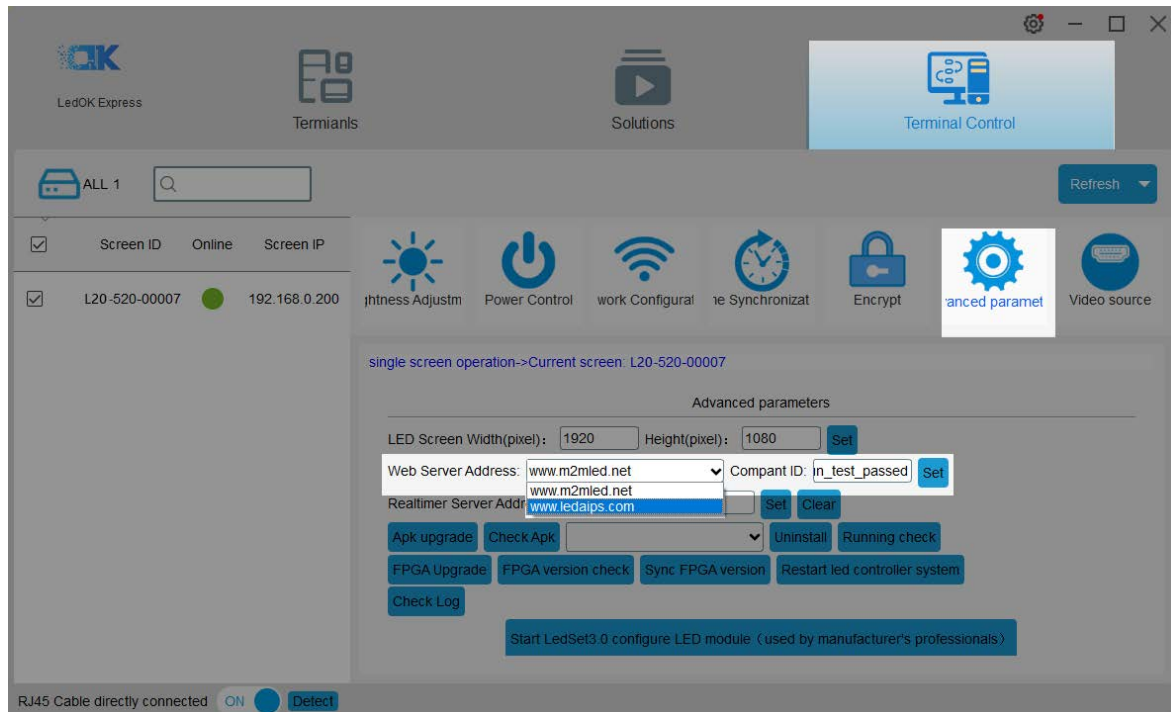 OK
LedOK Express
Termianls
Solutions
Terminal Control
ALL 1
Refresh
Screen ID Online Screen IP
L20-520-00007 192.168.0.200
ghtness Adjustm Power Control work Configurat ne Synchronizat Encrypt vanced paramet Video source
single screen operation->Current screen: L20-520-00007
Advanced parameters
LED Screen Width(pixel): 1920 Height(pixel): 1080 Set
Web Server Address: www.m2mled.net Compant ID: in_test_passed Set
www.m2mled.net
www.ledaips.com
Realtimer Server Addr Set Clear
Apk upgrade Check Apk Uninstall Running check
FPGA Upgrade FPGA version check Sync FPGA version Restart led controller system
Check Log
Start LedSet3.0 configure LED module（used by manufacturer's professionals）
RJ45 Cable directly connected ON Detect